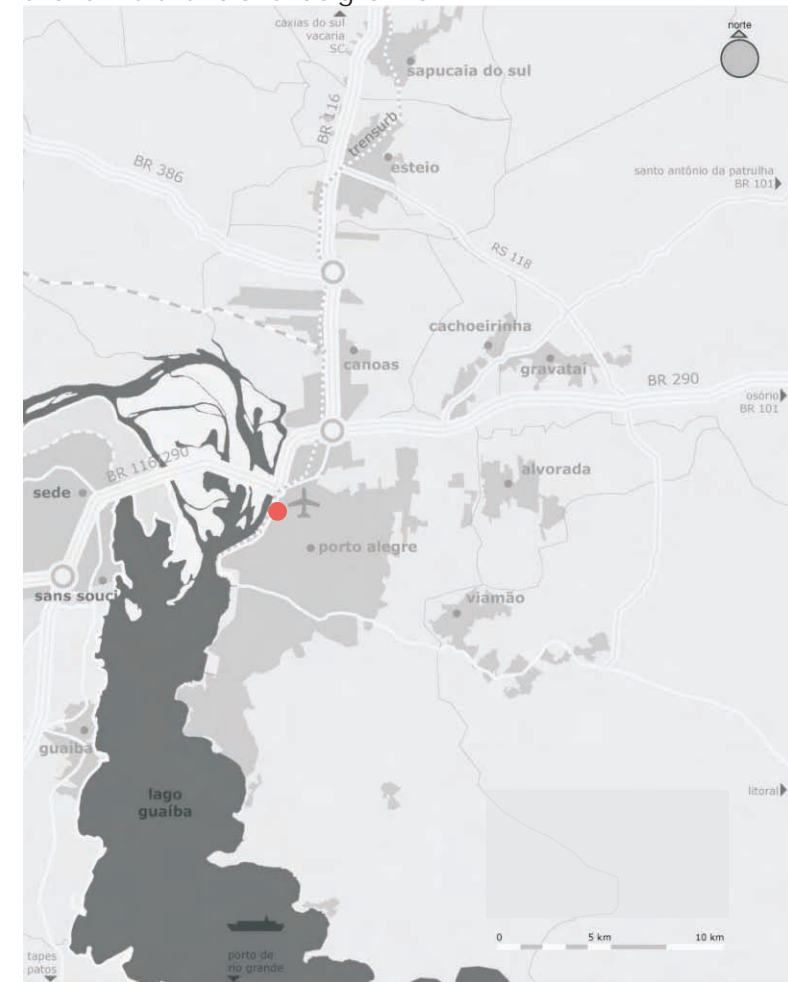 caxias do sul
vacaria
SC
norte
sapucaia do sul
BR 116
trensurb
esteio
BR 386
santo antônio da patrulha
BR 101
RS 118
cachoeirinha
canoas
gravataí
BR 290
osório
BR 101
BR 116/290
alvorada
sede
porto alegre
sans souci
viamão
guaíba
lago
guaíba
litoral
0 5 km 10 km
tapes
patos
porto de
rio grande